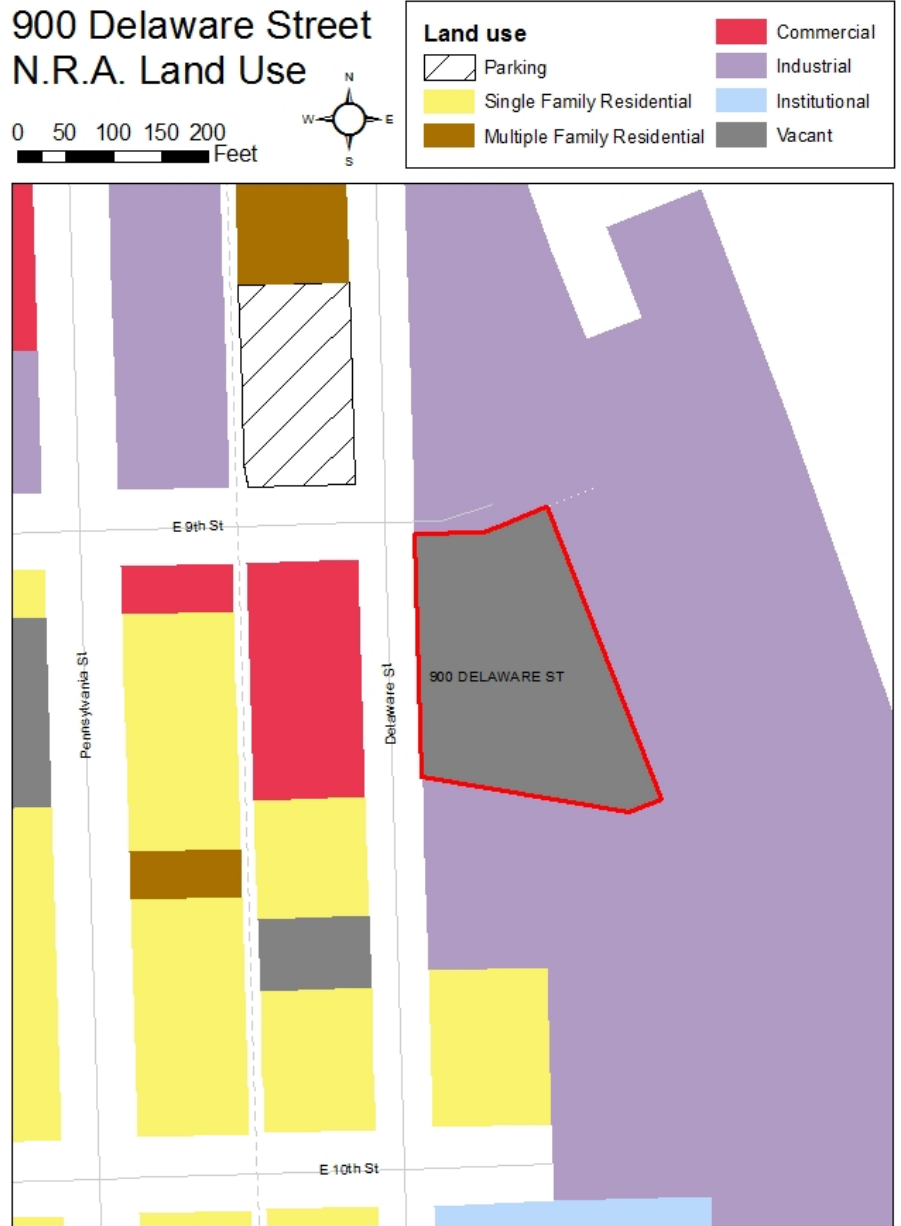 900 Delaware Street
N.R.A. Land Use
N
W E
S
0 50 100 150 200
Feet
Land use
Parking
Single Family Residential
Multiple Family Residential
Commercial
Industrial
Institutional
Vacant
E 9th St
Pennsylvania St
Delaware St
900 DELAWARE ST
E 10th St